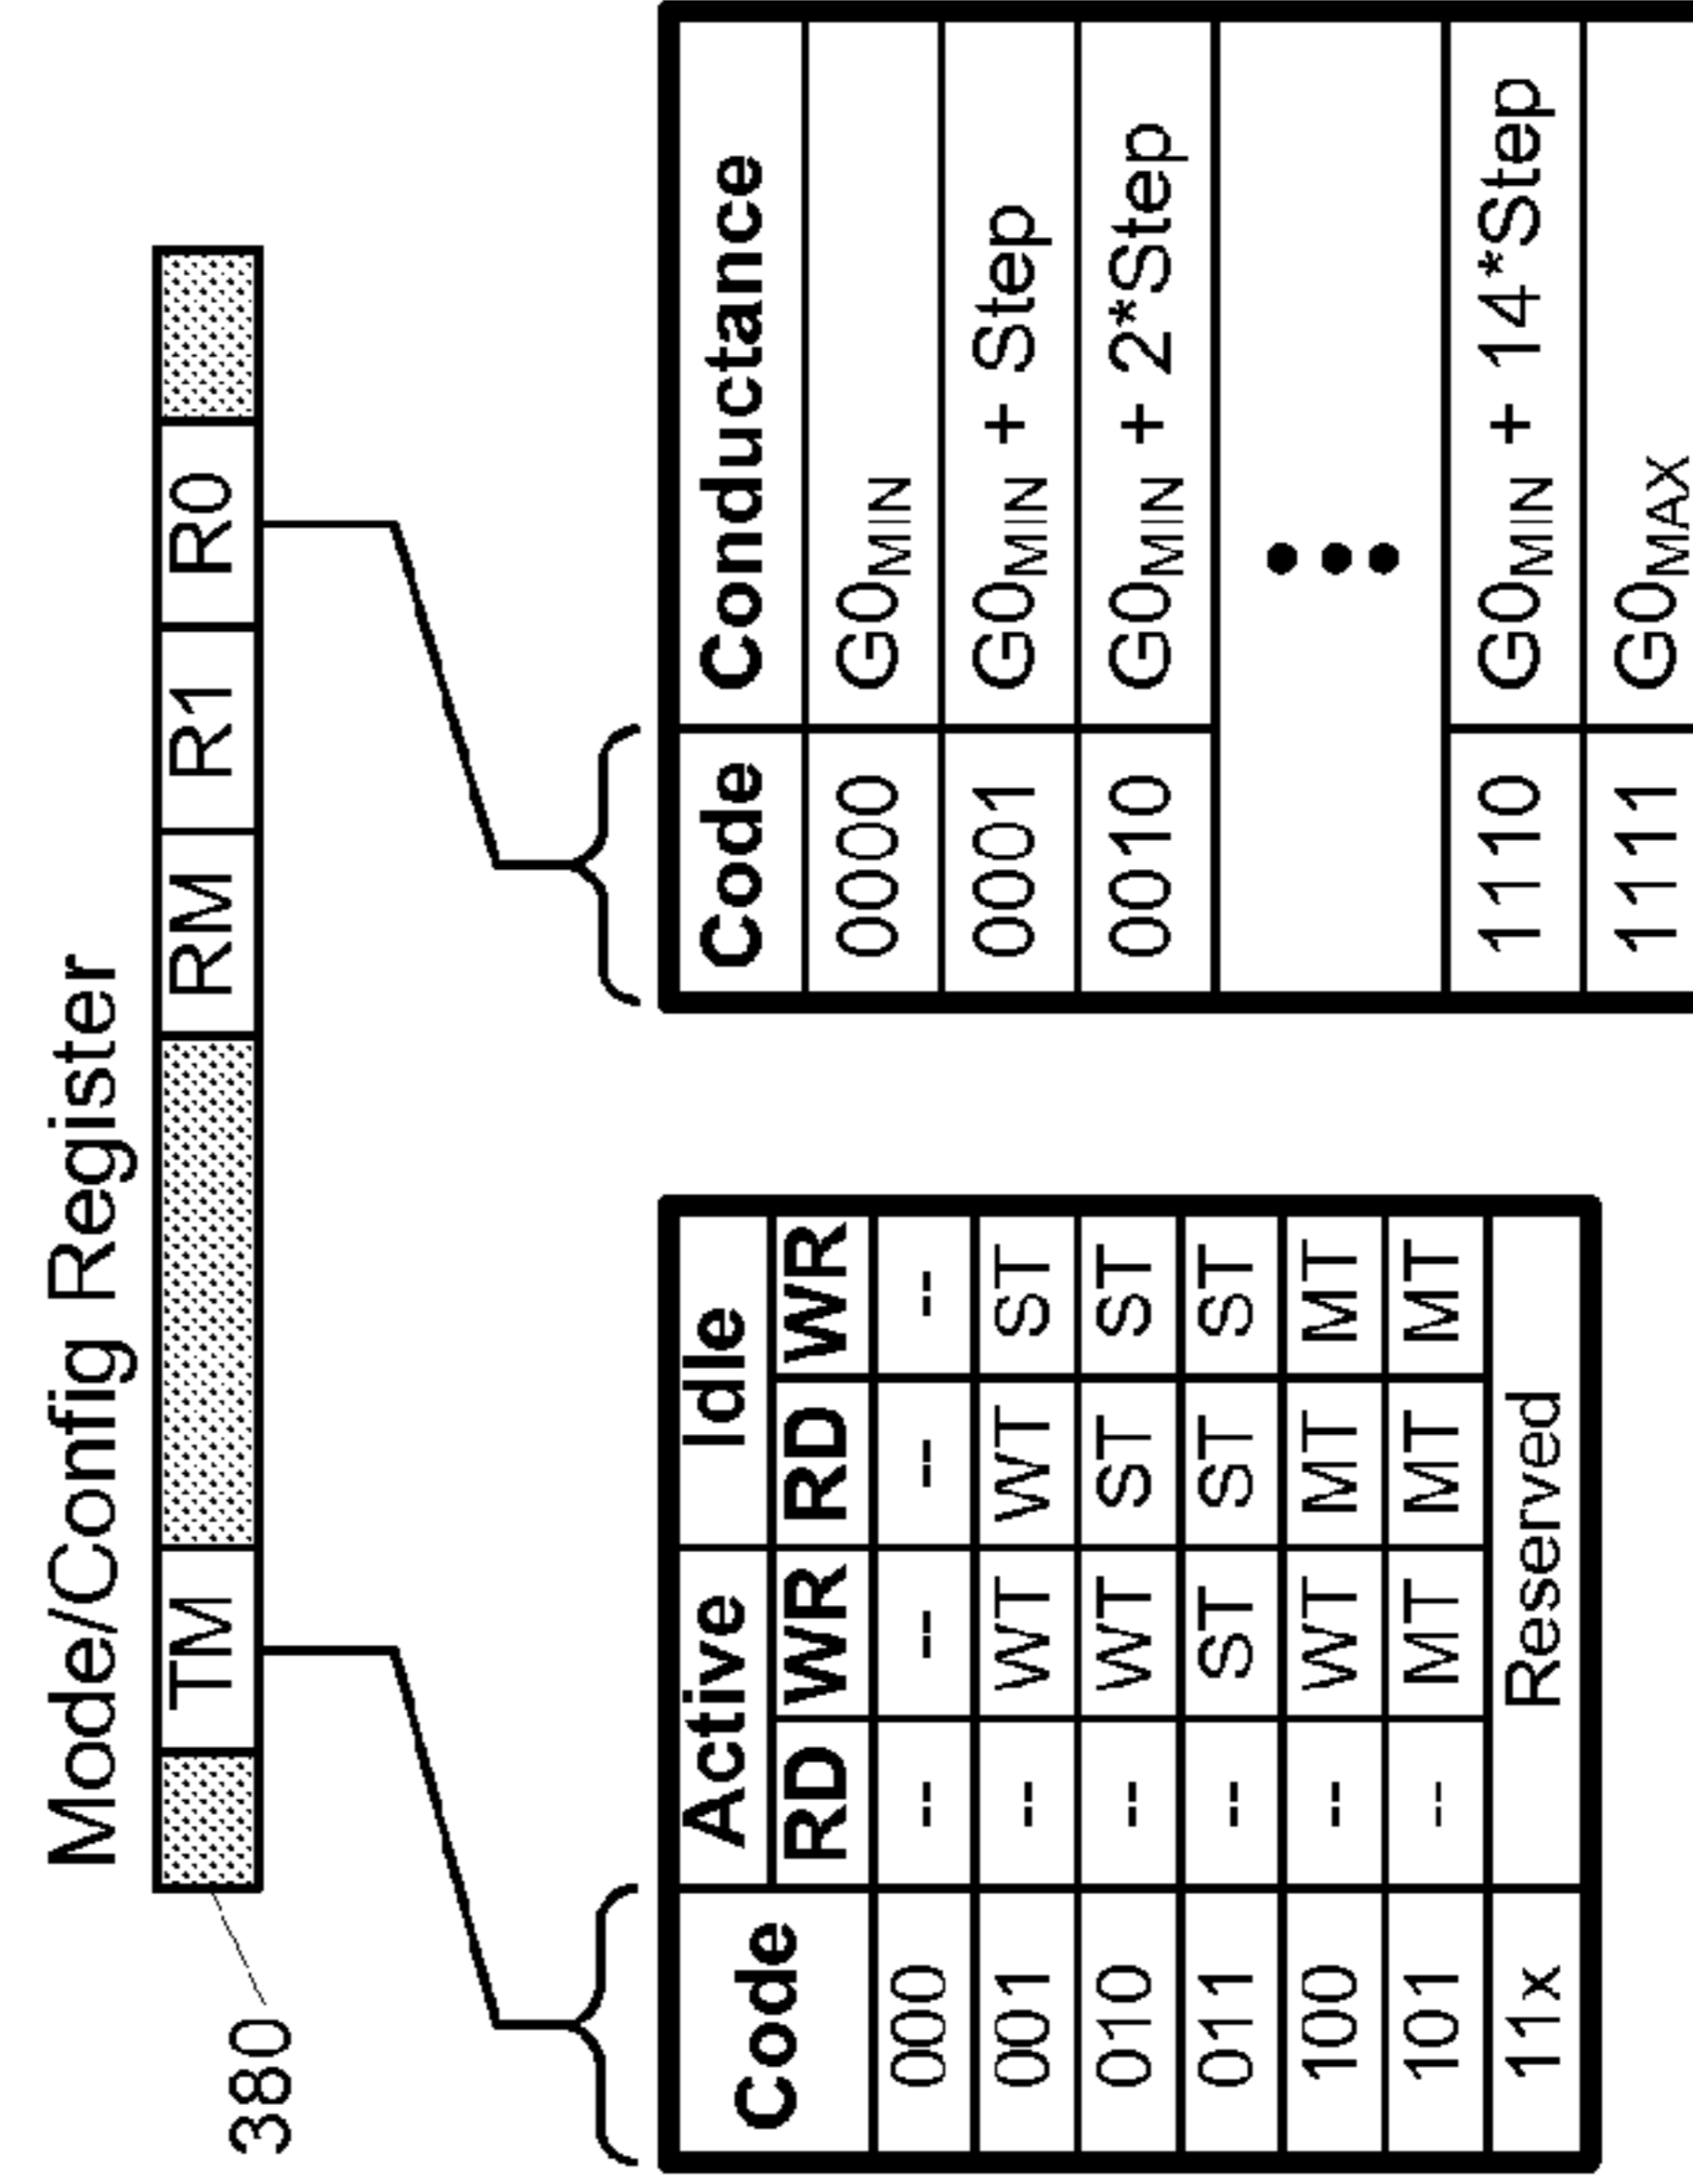 Mode/Config Register
380
TM RM R1 R0
Code Active Idle
RD WR RD WR
000 -- -- -- --
001 -- WT WT ST
010 -- WT ST ST
011 -- ST ST ST
100 -- WT MT MT
101 -- MT MT MT
11x Reserved
Code Conductance
0000 G0MIN
0001 G0MIN + Step
0010 G0MIN + 2*Step
1110 G0MIN + 14*Step
1111 G0MAX